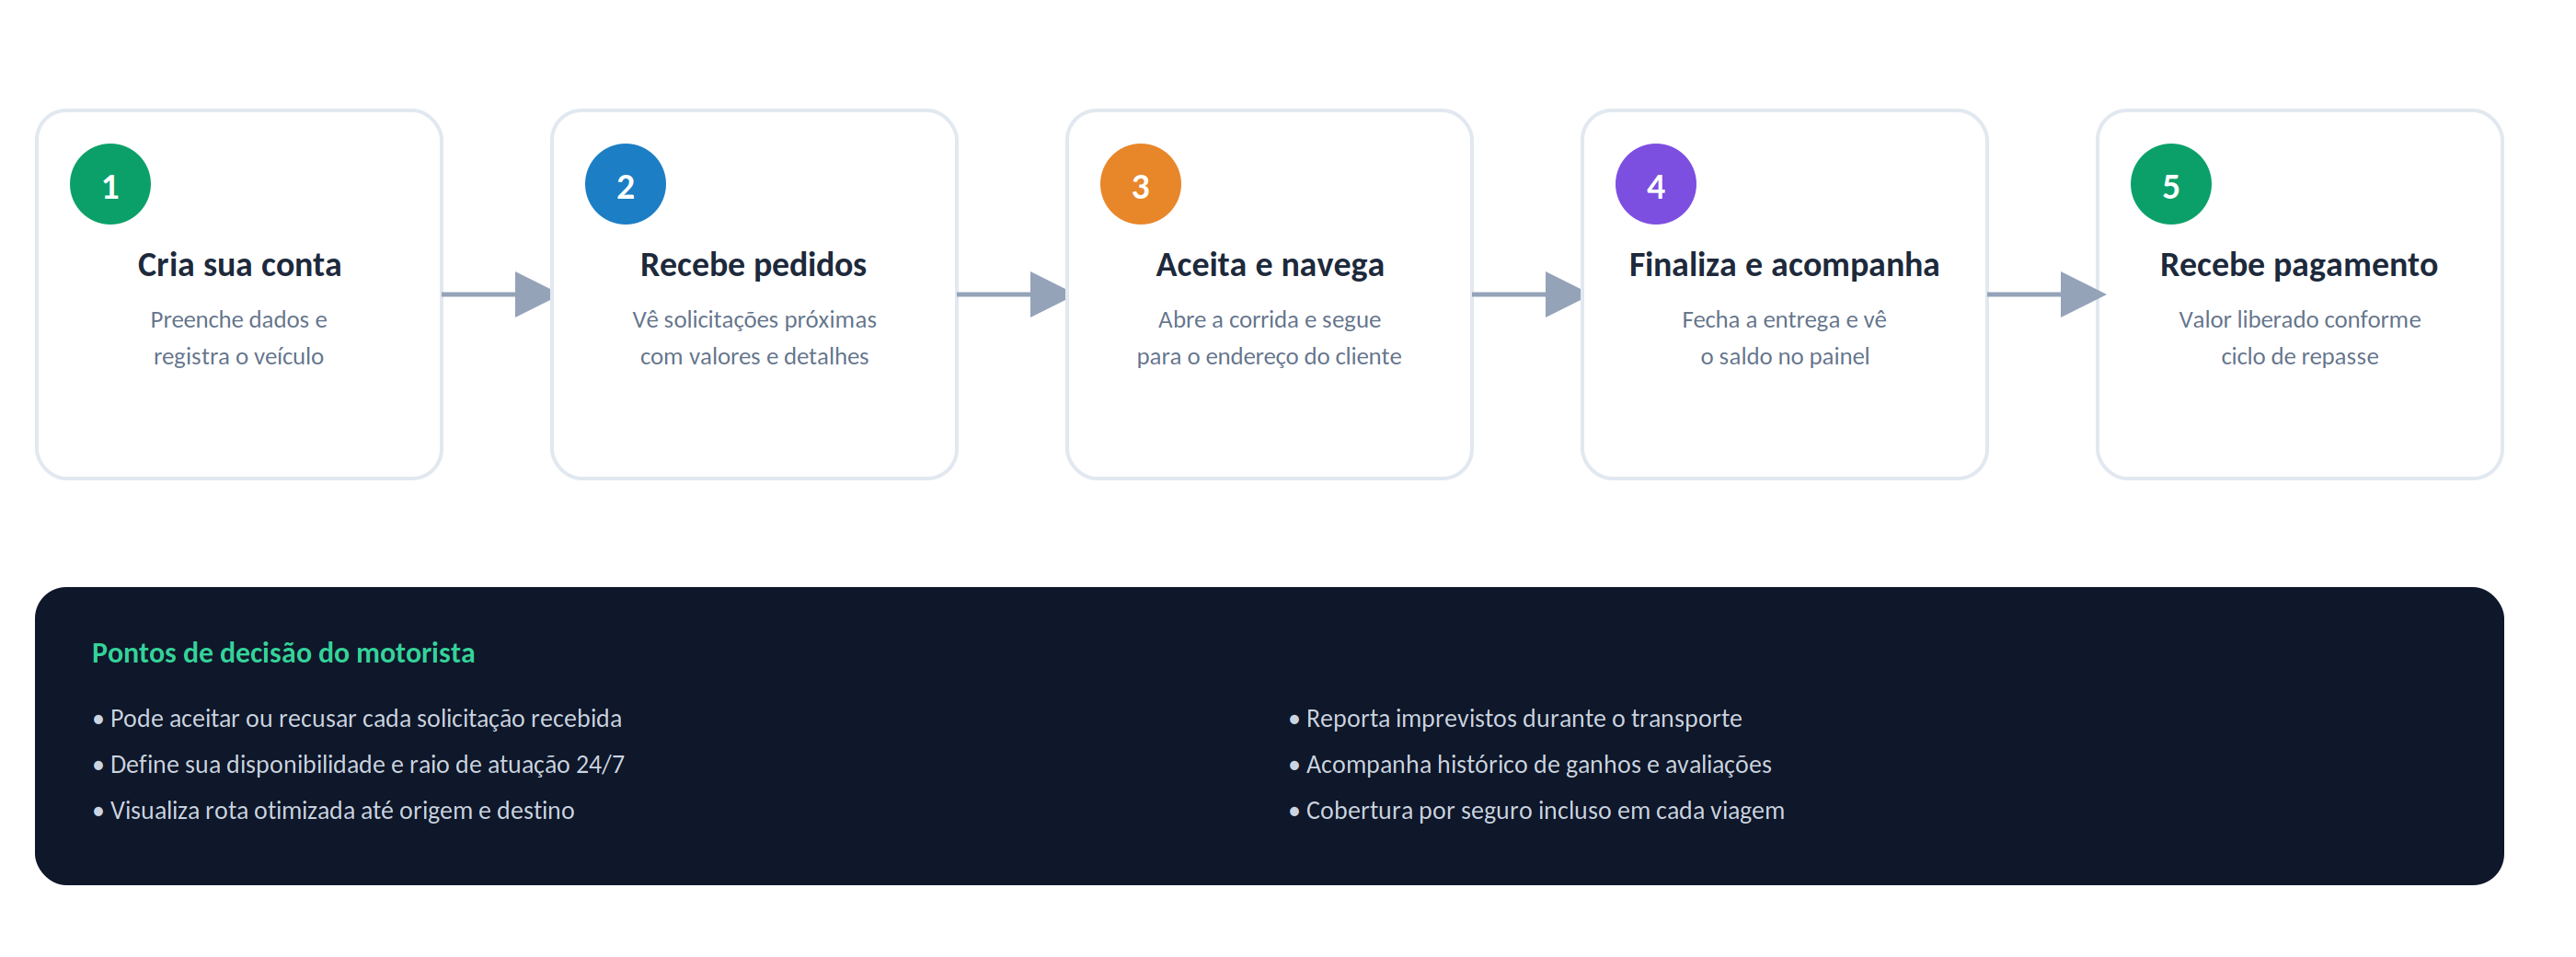 1
Cria sua conta
Preenche dados e
registra o veículo
2
Recebe pedidos
Vê solicitações próximas
com valores e detalhes
3
Aceita e navega
Abre a corrida e segue
para o endereço do cliente
4
Finaliza e acompanha
Fecha a entrega e vê
o saldo no painel
5
Recebe pagamento
Valor liberado conforme
ciclo de repasse
Pontos de decisão do motorista
• Pode aceitar ou recusar cada solicitação recebida
• Define sua disponibilidade e raio de atuação 24/7
• Visualiza rota otimizada até origem e destino
• Reporta imprevistos durante o transporte
• Acompanha histórico de ganhos e avaliações
• Cobertura por seguro incluso em cada viagem